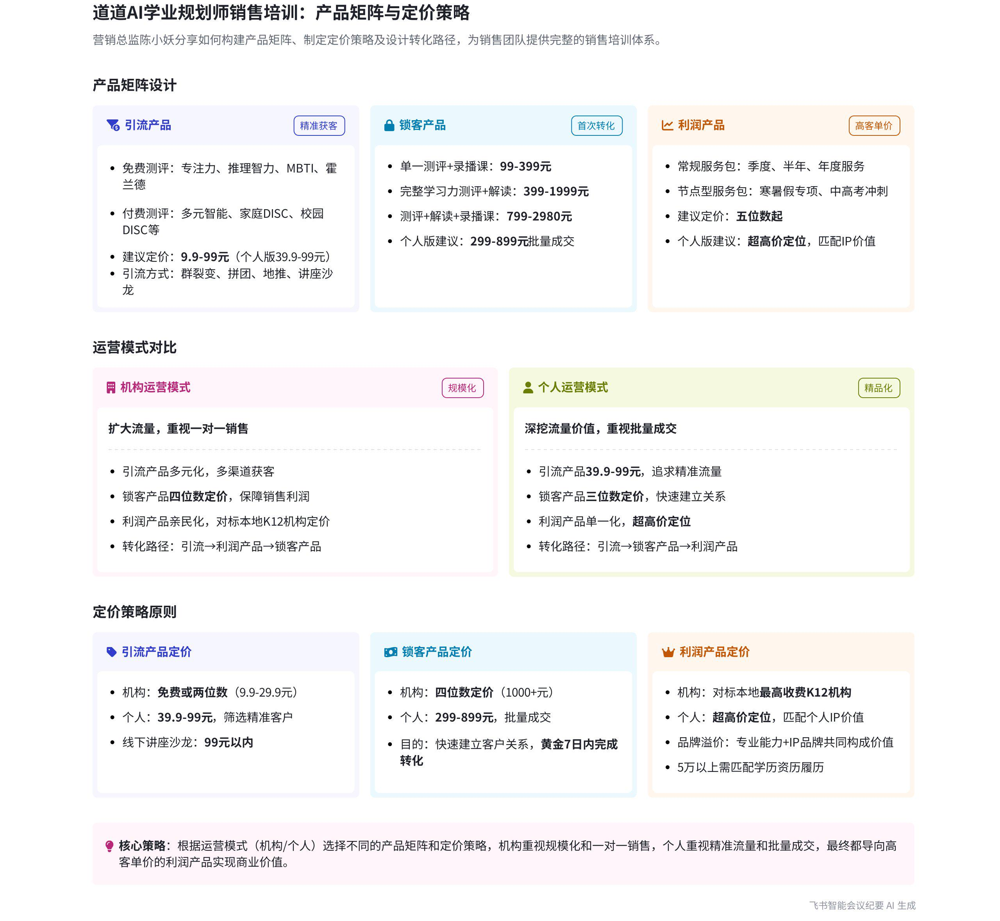 道道AI学业规划师销售培训：产品矩阵与定价策略
营销总监陈小妖分享如何构建产品矩阵、制定定价策略及设计转化路径，为销售团队提供完整的销售培训体系。
产品矩阵设计
引流产品
精准获客
免费测评：专注力、推理智力、MBTI、霍
兰德
付费测评：多元智能、家庭DISC、校园
DISC等
建议定价：9.9-99元（个人版39.9-99元）
引流方式：群裂变、拼团、地推、讲座沙
龙
锁客产品
首次转化
单一测评+录播课：99-399元
完整学习力测评+解读：399-1999元
测评+解读+录播课：799-2980元
个人版建议：299-899元批量成交
利润产品
高客单价
常规服务包：季度、半年、年度服务
节点型服务包：寒暑假专项、中高考冲刺
建议定价：五位数起
个人版建议：超高价定位，匹配IP价值
运营模式对比
机构运营模式
规模化
扩大流量，重视一对一销售
引流产品多元化，多渠道获客
锁客产品四位数定价，保障销售利润
利润产品亲民化，对标本地K12机构定价
转化路径：引流→利润产品→锁客产品
个人运营模式
精品化
深挖流量价值，重视批量成交
引流产品39.9-99元，追求精准流量
锁客产品三位数定价，快速建立关系
利润产品单一化，超高价定位
转化路径：引流→锁客产品→利润产品
定价策略原则
引流产品定价
机构：免费或两位数（9.9-29.9元）
个人：39.9-99元，筛选精准客户
线下讲座沙龙：99元以内
锁客产品定价
机构：四位数定价（1000+元）
个人：299-899元，批量成交
目的：快速建立客户关系，黄金7日内完成
转化
利润产品定价
机构：对标本地最高收费K12机构
个人：超高价定位，匹配个人IP价值
品牌溢价：专业能力+IP品牌共同构成价值
5万以上需匹配学历资历履历
核心策略：根据运营模式（机构/个人）选择不同的产品矩阵和定价策略，机构重视规模化和一对一销售，个人重视精准流量和批量成交，最终都导向高
客单价的利润产品实现商业价值。
飞书智能会议纪要 AI 生成